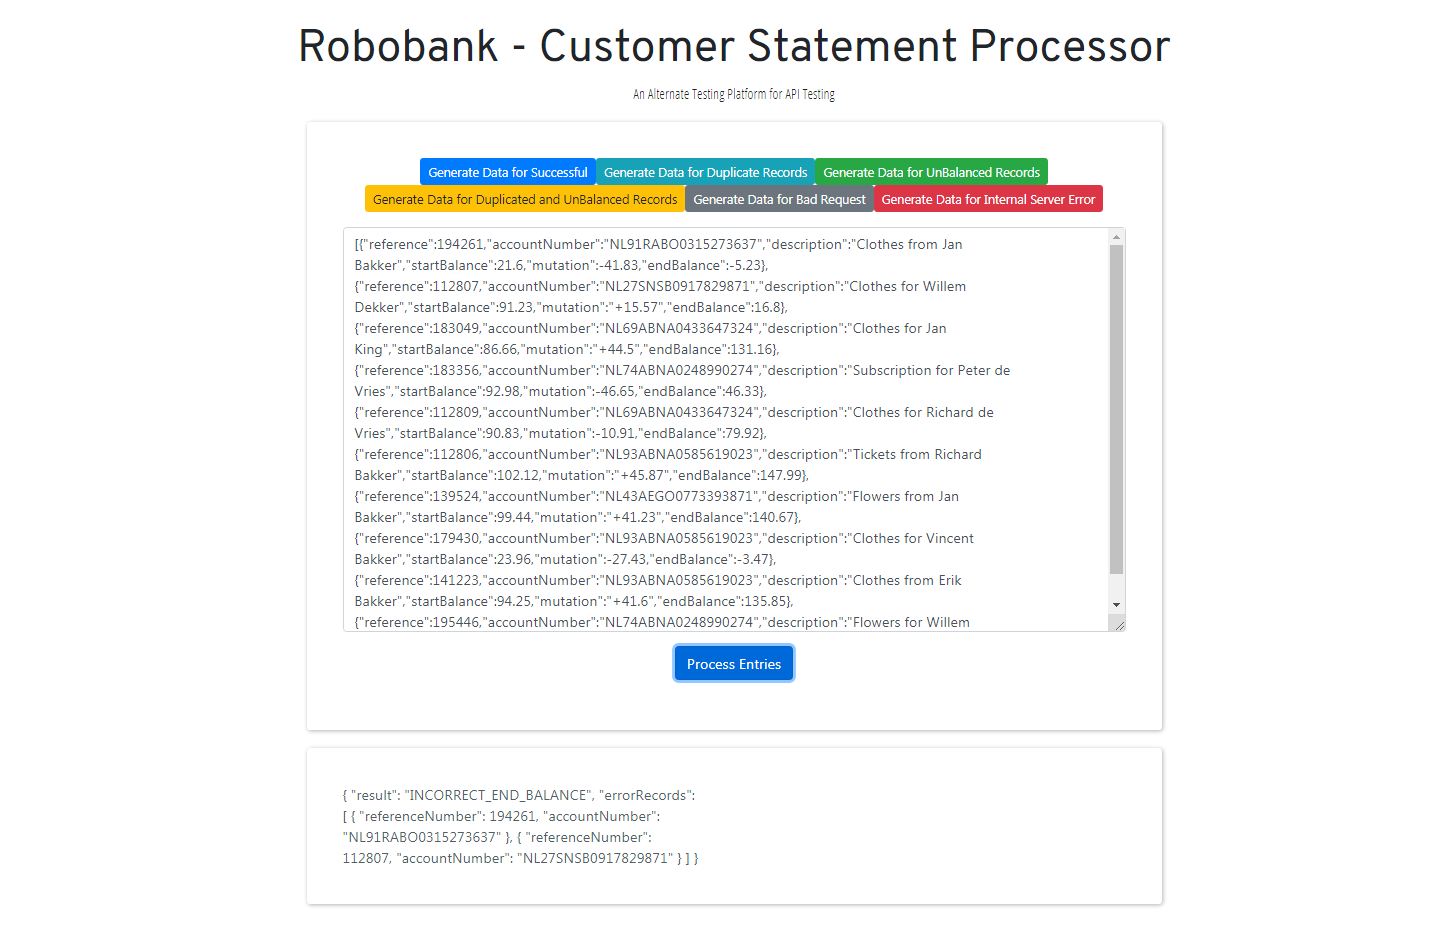 Robobank - Customer Statement Processor
An Alternate Testing Platform for API Testing
Generate Data for Successful Generate Data for Duplicate Records Generate Data for UnBalanced Records
Generate Data for Duplicated and UnBalanced Records Generate Data for Bad Request Generate Data for Internal Server Error
[{"reference":194261,"accountNumber":"NL91RABO0315273637","description":"Clothes from Jan
Bakker","startBalance":21.6,"mutation":-41.83,"endBalance":-5.23},
{"reference":112807,"accountNumber":"NL27SNSB0917829871","description":"Clothes for Willem
Dekker","startBalance":91.23,"mutation":"+15.57","endBalance":16.8},
{"reference":183049,"accountNumber":"NL69ABNA0433647324","description":"Clothes for Jan
King","startBalance":86.66,"mutation":"+44.5","endBalance":131.16},
{"reference":183356,"accountNumber":"NL74ABNA0248990274","description":"Subscription for Peter de
Vries","startBalance":92.98,"mutation":-46.65,"endBalance":46.33},
{"reference":112809,"accountNumber":"NL69ABNA0433647324","description":"Clothes for Richard de
Vries","startBalance":90.83,"mutation":-10.91,"endBalance":79.92},
{"reference":112806,"accountNumber":"NL93ABNA0585619023","description":"Tickets from Richard
Bakker","startBalance":102.12,"mutation":"+45.87","endBalance":147.99},
{"reference":139524,"accountNumber":"NL43AEGO0773393871","description":"Flowers from Jan
Bakker","startBalance":99.44,"mutation":"+41.23","endBalance":140.67},
{"reference":179430,"accountNumber":"NL93ABNA0585619023","description":"Clothes for Vincent
Bakker","startBalance":23.96,"mutation":-27.43,"endBalance":-3.47},
{"reference":141223,"accountNumber":"NL93ABNA0585619023","description":"Clothes from Erik
Bakker","startBalance":94.25,"mutation":"+41.6","endBalance":135.85},
{"reference":195446,"accountNumber":"NL74ABNA0248990274","description":"Flowers for Willem
Process Entries
{ "result": "INCORRECT_END_BALANCE", "errorRecords":
[ { "referenceNumber": 194261, "accountNumber":
"NL91RABO0315273637" }, { "referenceNumber":
112807, "accountNumber": "NL27SNSB0917829871" } ] }